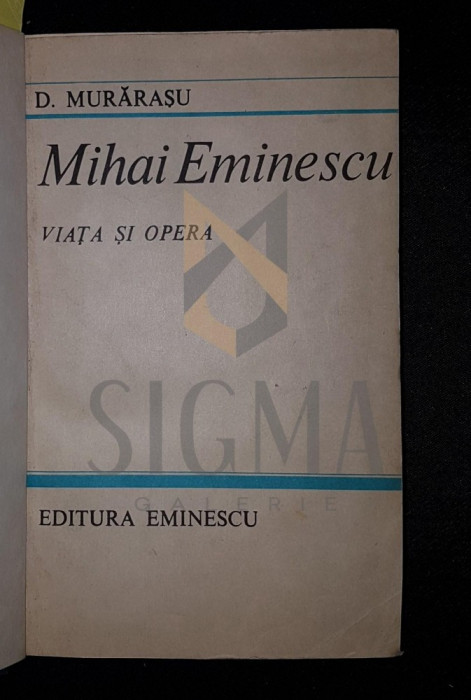 D. MURĂRAȘU
Mihai Eminescu
VIAȚA ȘI OPERA
SIGMA
GALERIE
EDITURA EMINESCU